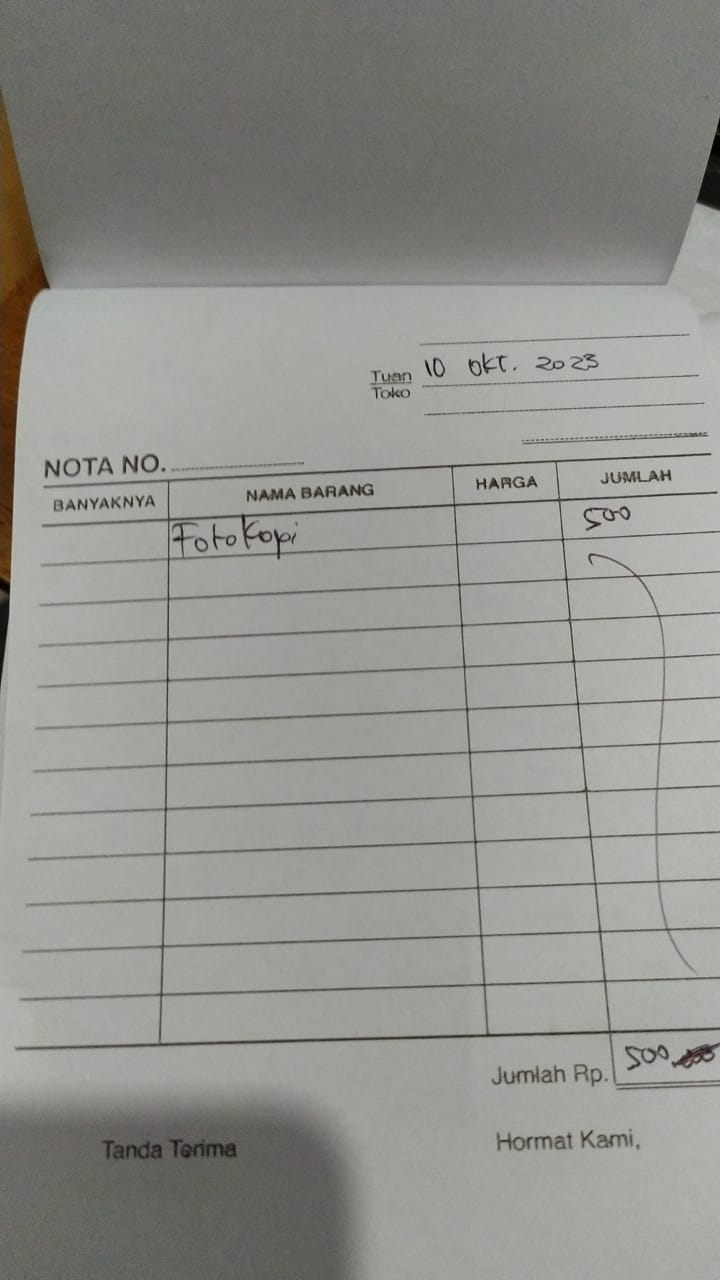 10 Okt. 2023
Tuan
Toko
NOTA NO.
BANYAKNYA NAMA BARANG HARGA JUMLAH
Fotokopi 500
Jumlah Rp. 500
Tanda Terima Hormat Kami,